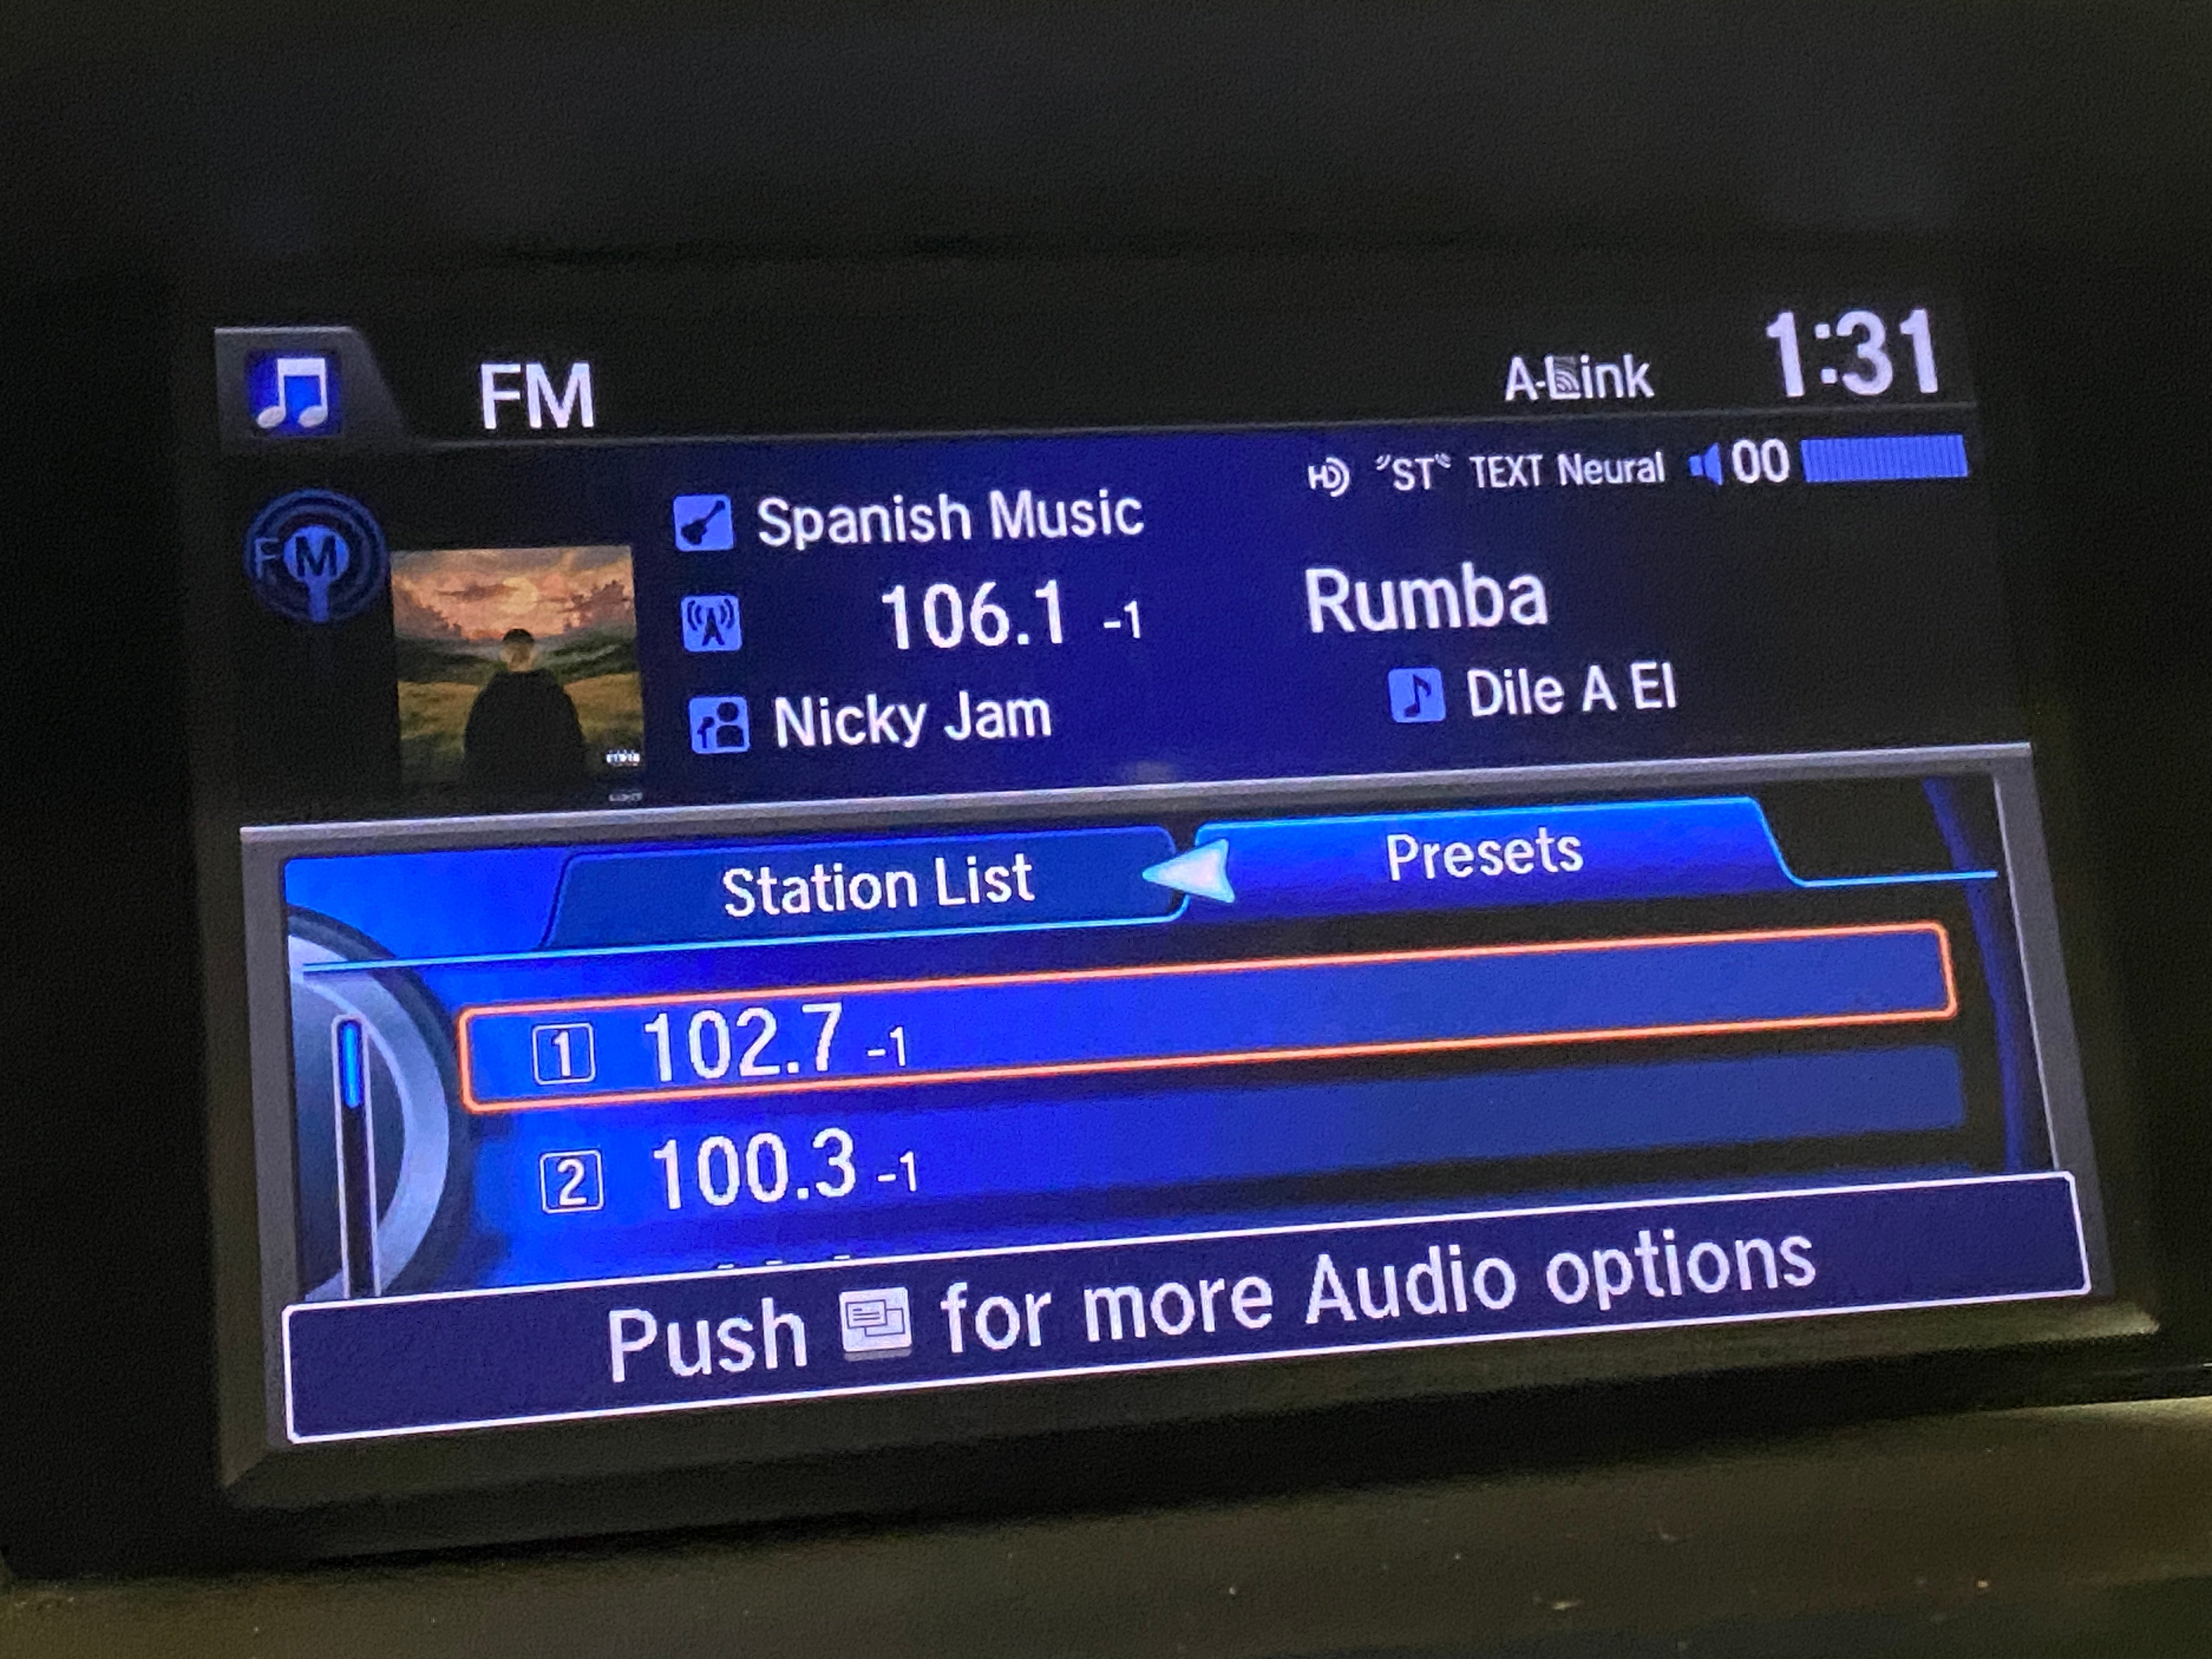 FM
A-Link
1:31
HD "ST" TEXT Neural 00
FM
Spanish Music
106.1 -1
Rumba
Nicky Jam
Dile A El
Station List
Presets
1 102.7 -1
2 100.3 -1
Push for more Audio options